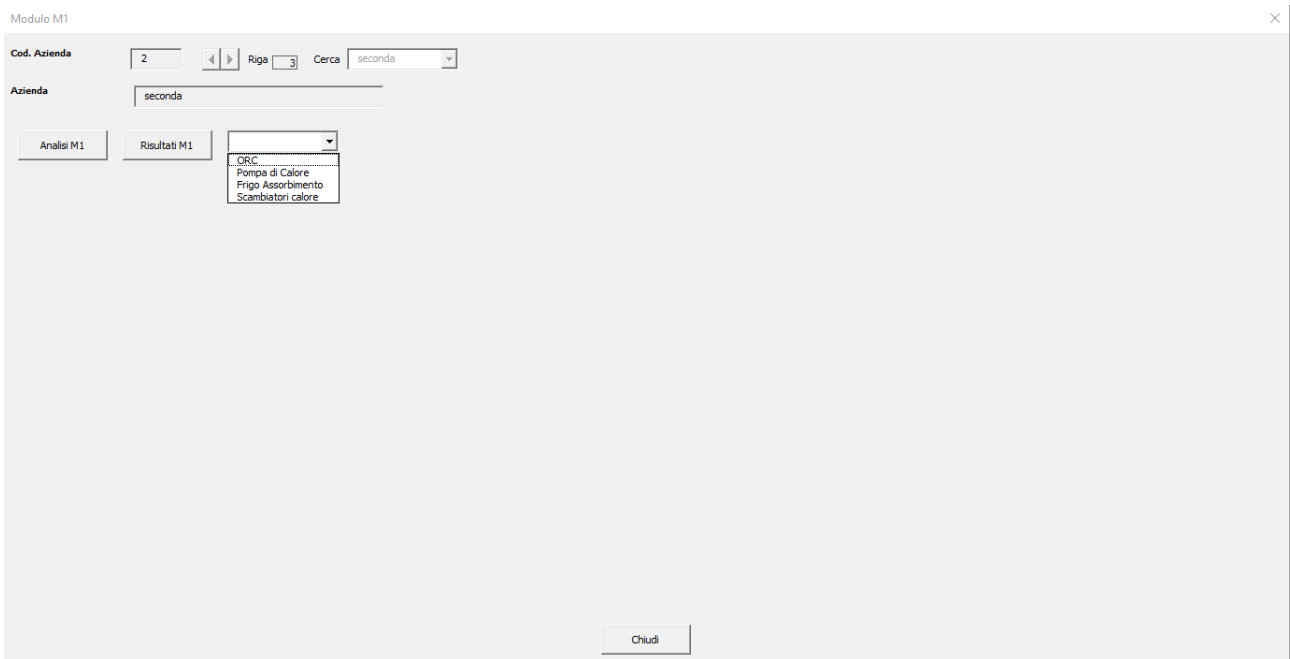 Modulo M1
Cod. Azienda 2 Riga 3 Cerca seconda
Azienda seconda
Analisi M1 Risultati M1
ORC
Pompa di Calore
Frigo Assorbimento
Scambiatori calore
Chiudi